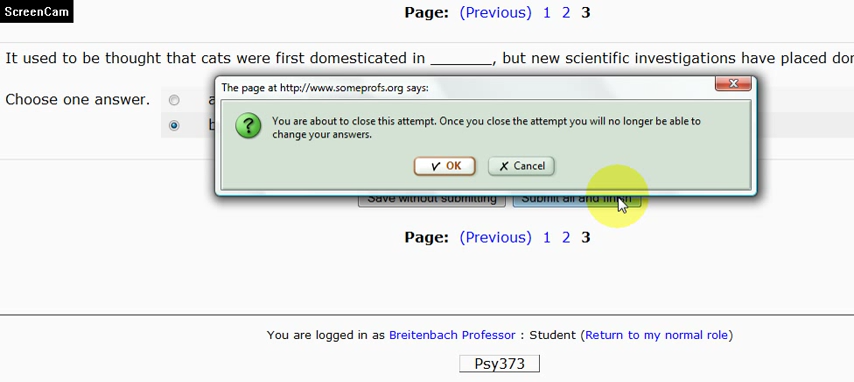 ScreenCam
Page: (Previous) 1 2 3
It used to be thought that cats were first domesticated in _______, but new scientific investigations have placed
The page at http://www.someprofs.org says:
Choose one answer.
You are about to close this attempt. Once you close the attempt you will no longer be able to
change your answers.
OK Cancel
Save without submitting Submit all and finish
Page: (Previous) 1 2 3
You are logged in as Breitenbach Professor : Student (Return to my normal role)
Psy373